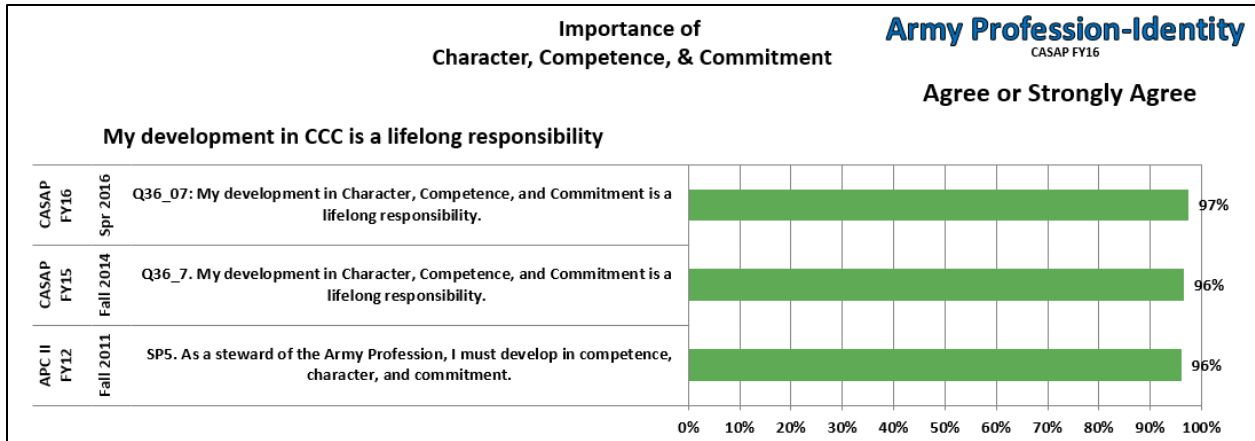 Importance of
Character, Competence, & Commitment
Army Profession-Identity
CASAP FY16
Agree or Strongly Agree
My development in CCC is a lifelong responsibility
CASAP
FY16
Spr 2016
Q36_07: My development in Character, Competence, and Commitment is a
lifelong responsibility.
97%
CASAP
FY15
Fall 2014
Q36_7. My development in Character, Competence, and Commitment is a
lifelong responsibility.
96%
APC II
FY12
Fall 2011
SP5. As a steward of the Army Profession, I must develop in competence,
character, and commitment.
96%
0% 10% 20% 30% 40% 50% 60% 70% 80% 90% 100%